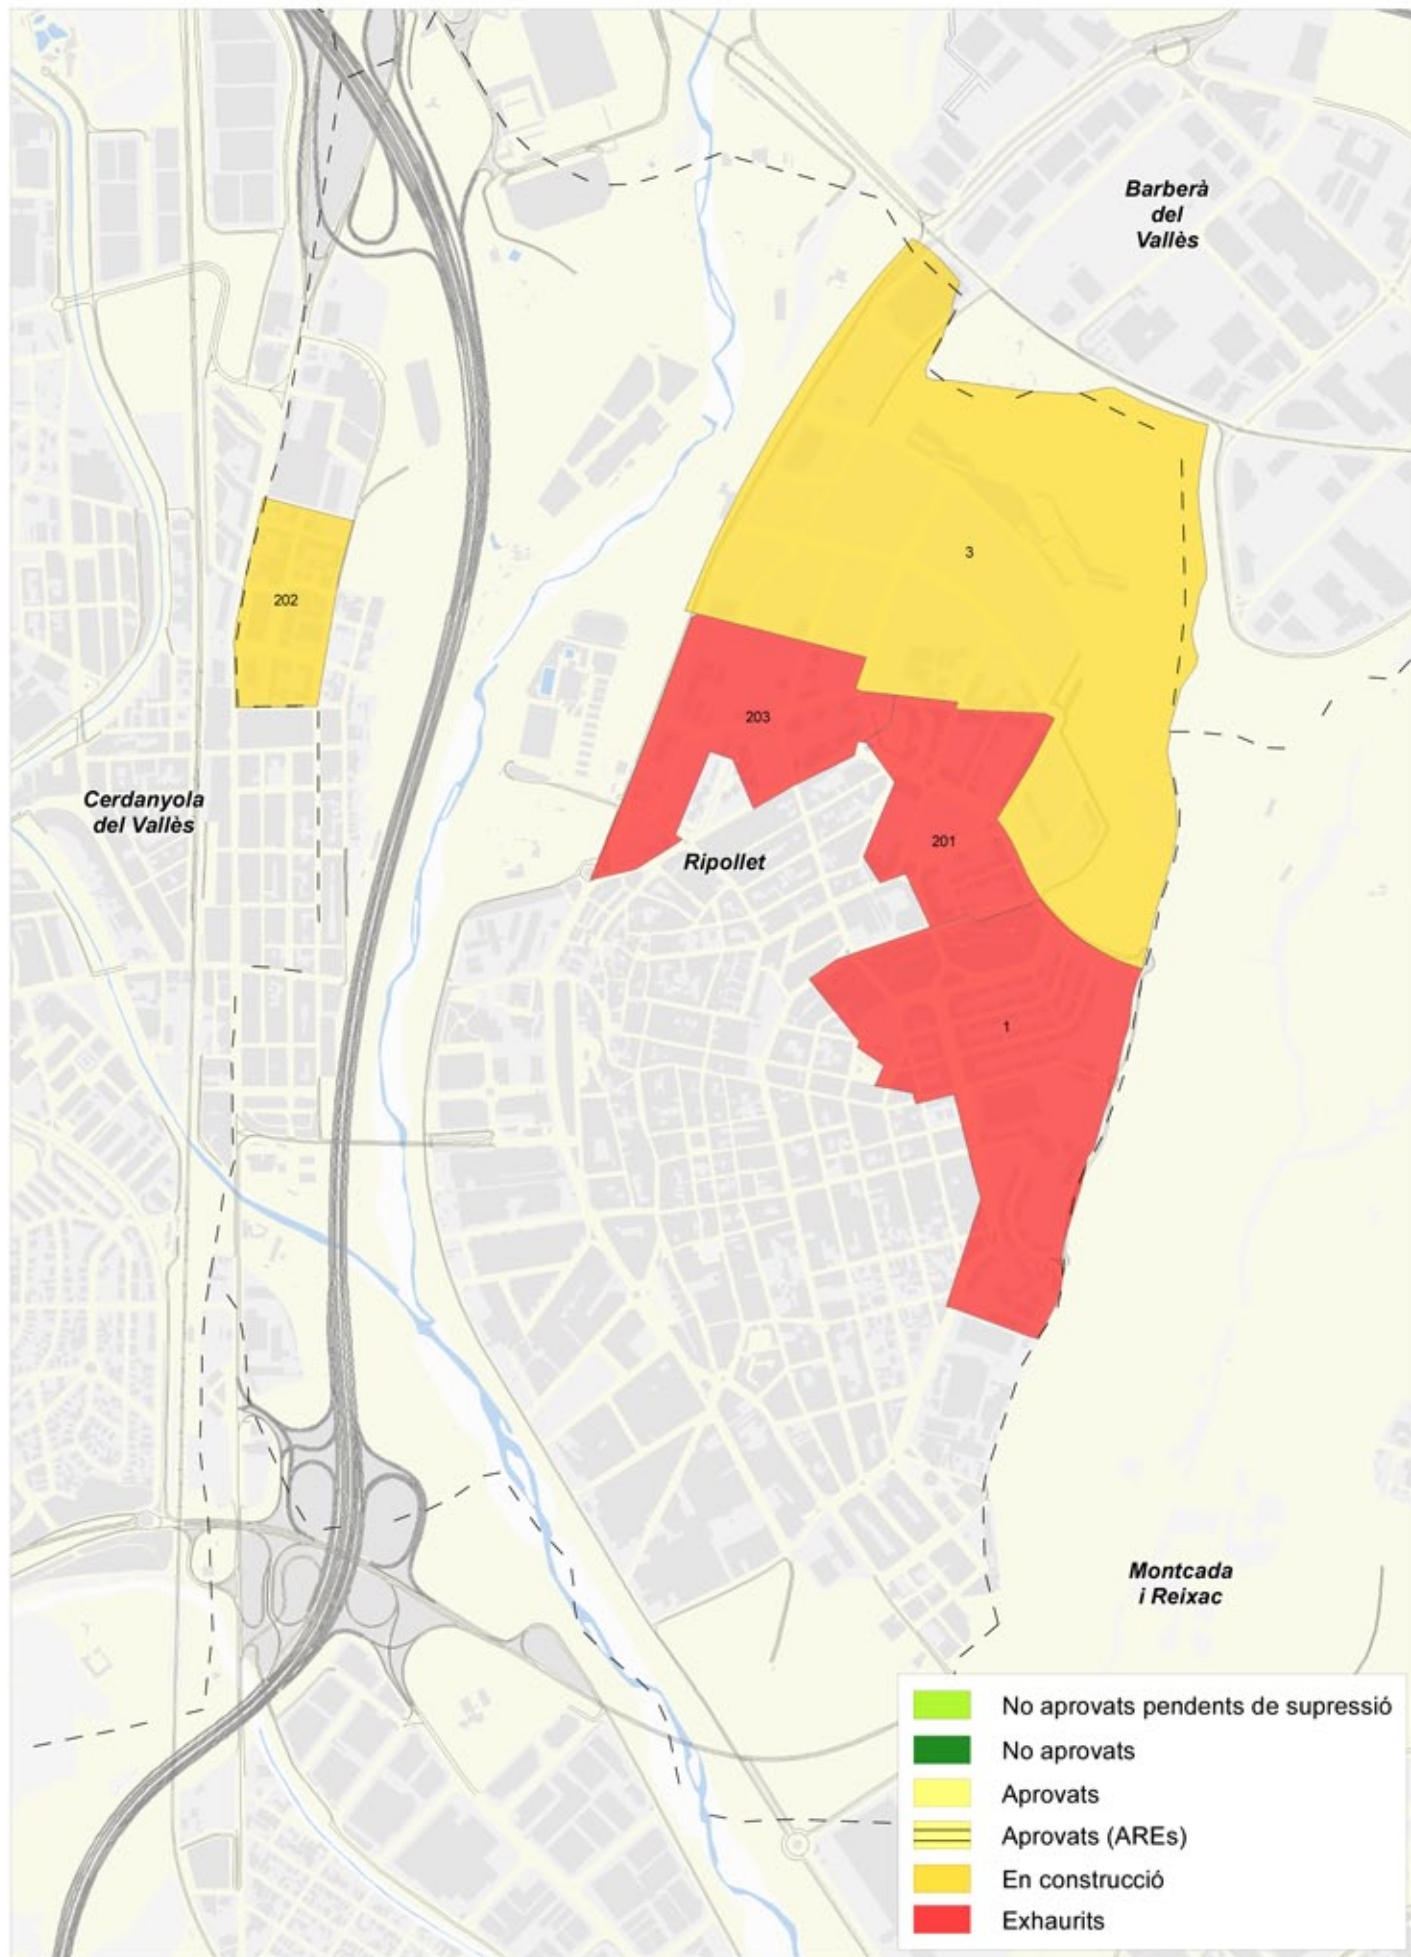 Barberà
del
Vallès
3
202
203
Cerdanyola
del Vallès
201
Ripollet
1
Montcada
i Reixac
No aprovats pendents de supressió
No aprovats
Aprovats
Aprovats (AREs)
En construcció
Exhaurits